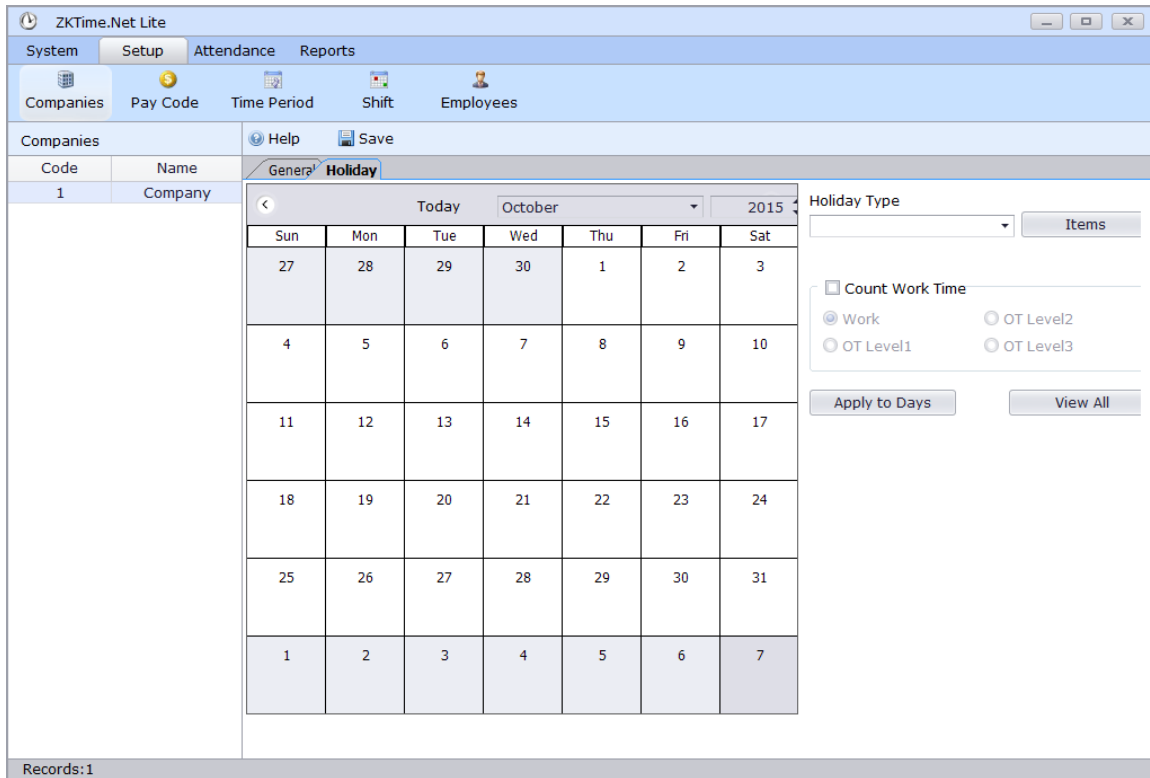 ZKTime.Net Lite
System Setup Attendance Reports
Companies Pay Code Time Period Shift Employees
Companies
Help Save
Code Name
1 Company
General Holiday
Today October 2015
Sun Mon Tue Wed Thu Fri Sat
27 28 29 30 1 2 3
4 5 6 7 8 9 10
11 12 13 14 15 16 17
18 19 20 21 22 23 24
25 26 27 28 29 30 31
1 2 3 4 5 6 7
Holiday Type
Items
Count Work Time
Work OT Level2
OT Level1 OT Level3
Apply to Days View All
Records:1